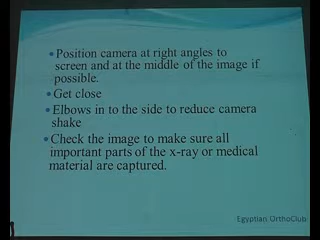 Position camera at right angles to
screen and at the middle of the image if
possible.
Get close
Elbows in to the side to reduce camera
shake
Check the image to make sure all
important parts of the x-ray or medical
material are captured.
Egyptian OrthoClub